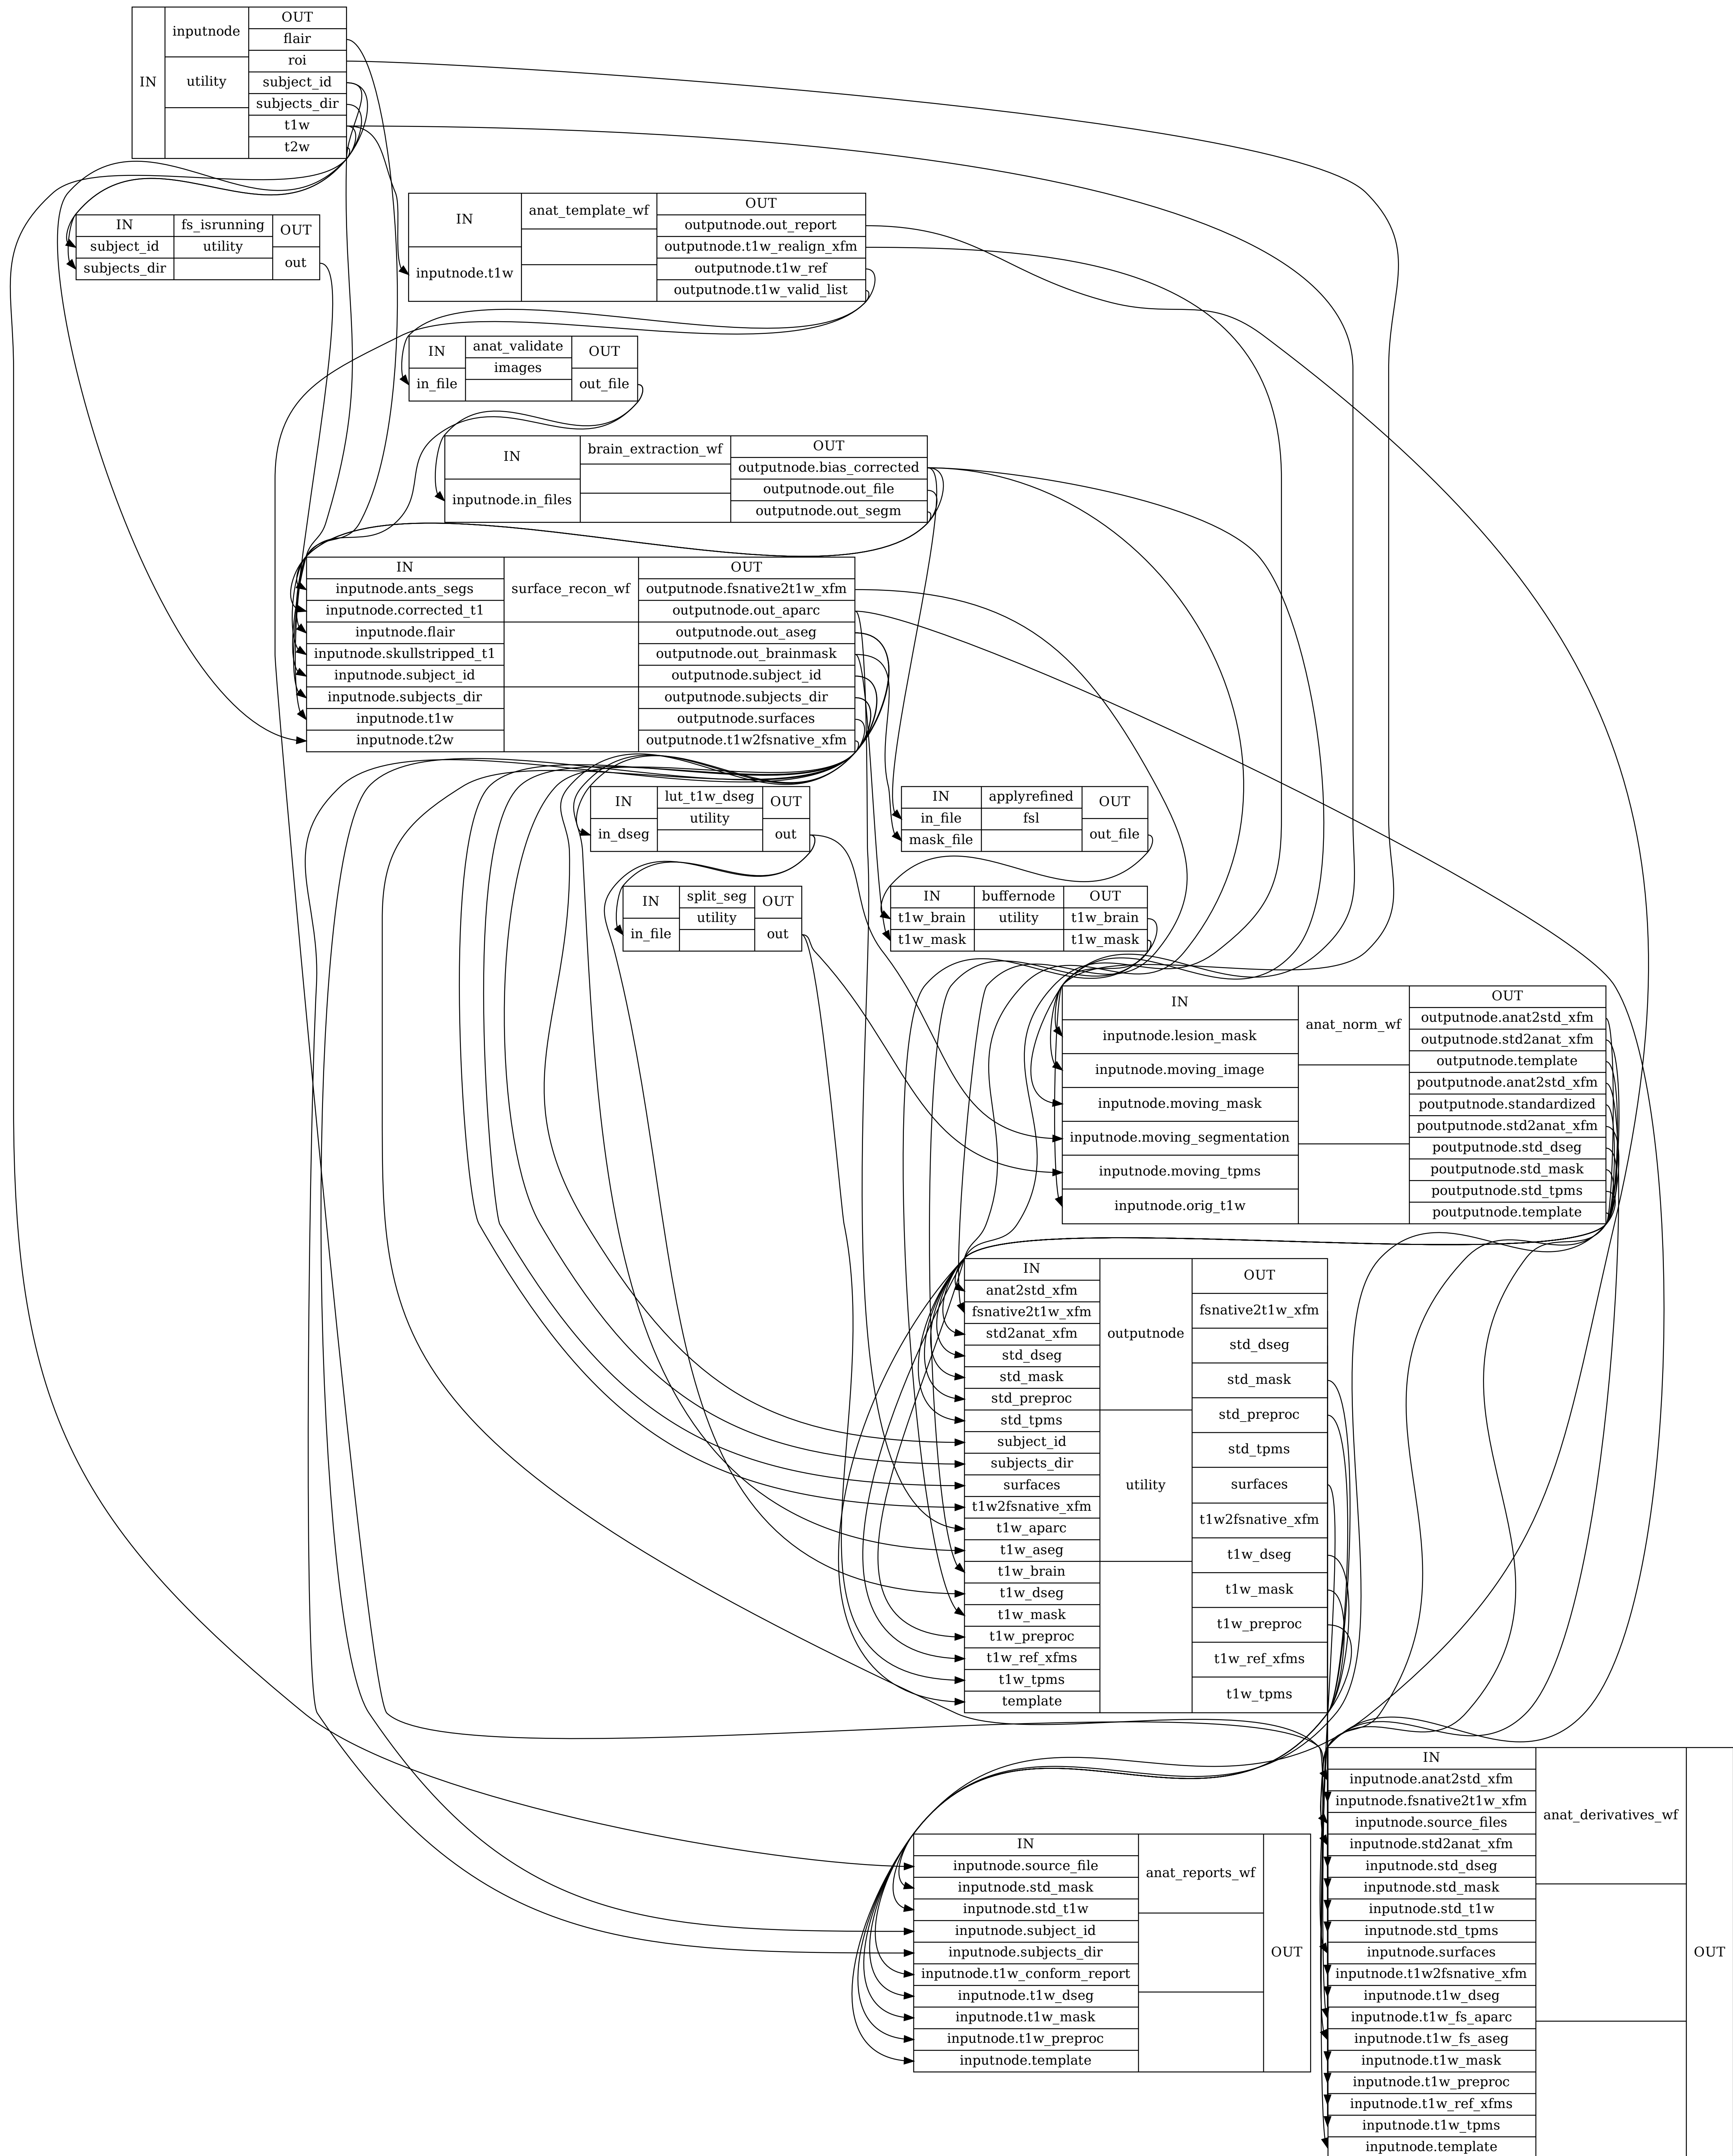 IN
inputnode
utility
OUT
flair
roi
subject_id
subjects_dir
t1w
t2w
IN
subject_id
subjects_dir
fs_isrunning
utility
OUT
out
IN
inputnode.t1w
anat_template_wf
OUT
outputnode.out_report
outputnode.t1w_realign_xfm
outputnode.t1w_ref
outputnode.t1w_valid_list
IN
in_file
anat_validate
images
OUT
out_file
IN
inputnode.in_files
brain_extraction_wf
OUT
outputnode.bias_corrected
outputnode.out_file
outputnode.out_segm
IN
inputnode.ants_segs
inputnode.corrected_t1
inputnode.flair
inputnode.skullstripped_t1
inputnode.subject_id
inputnode.subjects_dir
inputnode.t1w
inputnode.t2w
surface_recon_wf
OUT
outputnode.fsnative2t1w_xfm
outputnode.out_aparc
outputnode.out_aseg
outputnode.out_brainmask
outputnode.subject_id
outputnode.subjects_dir
outputnode.surfaces
outputnode.t1w2fsnative_xfm
IN
in_dseg
lut_t1w_dseg
utility
OUT
out
IN
in_file
mask_file
applyrefined
fsl
OUT
out_file
IN
in_file
split_seg
utility
OUT
out
IN
t1w_brain
t1w_mask
buffernode
utility
OUT
t1w_brain
t1w_mask
IN
inputnode.lesion_mask
inputnode.moving_image
inputnode.moving_mask
inputnode.moving_segmentation
inputnode.moving_tpms
inputnode.orig_t1w
anat_norm_wf
OUT
outputnode.anat2std_xfm
outputnode.std2anat_xfm
outputnode.template
poutputnode.anat2std_xfm
poutputnode.standardized
poutputnode.std2anat_xfm
poutputnode.std_dseg
poutputnode.std_mask
poutputnode.std_tpms
poutputnode.template
IN
anat2std_xfm
fsnative2t1w_xfm
std2anat_xfm
std_dseg
std_mask
std_preproc
std_tpms
subject_id
subjects_dir
surfaces
t1w2fsnative_xfm
t1w_aparc
t1w_aseg
t1w_brain
t1w_dseg
t1w_mask
t1w_preproc
t1w_ref_xfms
t1w_tpms
template
outputnode
utility
OUT
fsnative2t1w_xfm
std_dseg
std_mask
std_preproc
std_tpms
surfaces
t1w2fsnative_xfm
t1w_dseg
t1w_mask
t1w_preproc
t1w_ref_xfms
t1w_tpms
IN
inputnode.source_file
inputnode.std_mask
inputnode.std_t1w
inputnode.subject_id
inputnode.subjects_dir
inputnode.t1w_conform_report
inputnode.t1w_dseg
inputnode.t1w_mask
inputnode.t1w_preproc
inputnode.template
anat_reports_wf
OUT
IN
inputnode.anat2std_xfm
inputnode.fsnative2t1w_xfm
inputnode.source_files
inputnode.std2anat_xfm
inputnode.std_dseg
inputnode.std_mask
inputnode.std_t1w
inputnode.std_tpms
inputnode.surfaces
inputnode.t1w2fsnative_xfm
inputnode.t1w_dseg
inputnode.t1w_fs_aparc
inputnode.t1w_fs_aseg
inputnode.t1w_mask
inputnode.t1w_preproc
inputnode.t1w_ref_xfms
inputnode.t1w_tpms
inputnode.template
anat_derivatives_wf
OUT